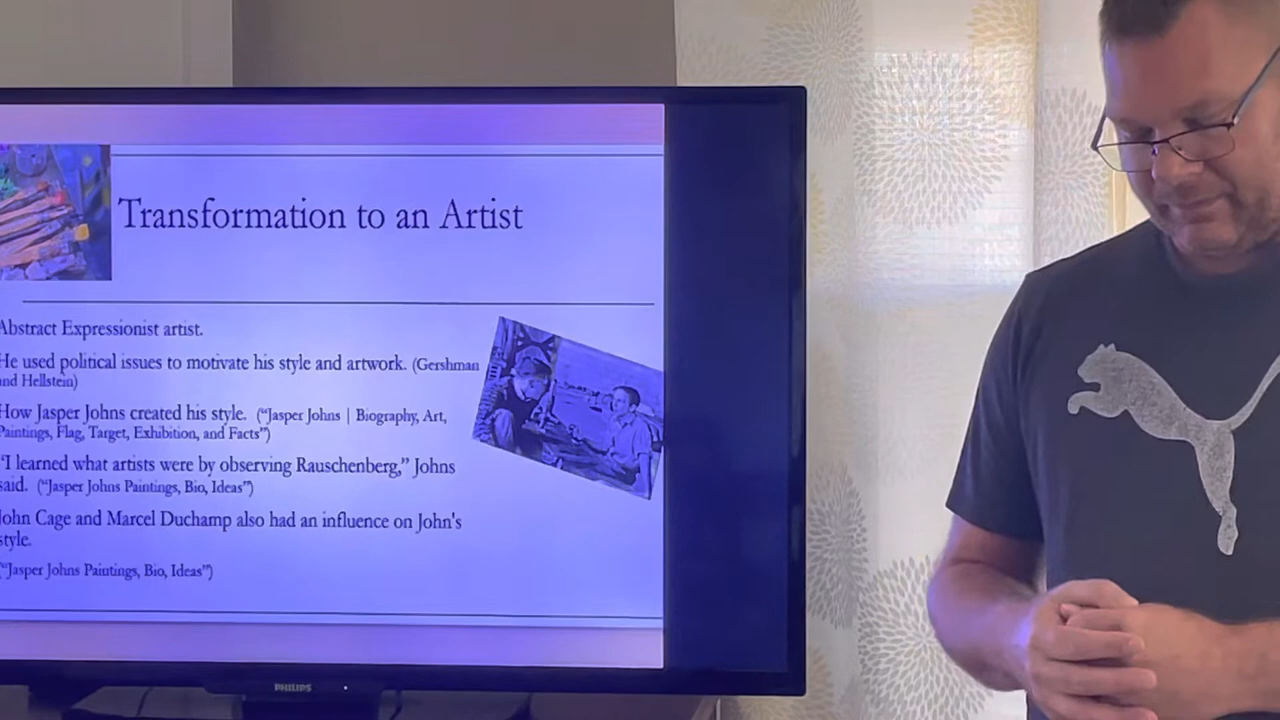 Transformation to an Artist
Abstract Expressionist artist.
He used political issues to motivate his style and artwork. (Gershman
and Hellstein)
How Jasper Johns created his style. ("Jasper Johns | Biography, Art,
Paintings, Flag, Target, Exhibition, and Facts")
"I learned what artists were by observing Rauschenberg," Johns
said. ("Jasper Johns Paintings, Bio, Ideas")
John Cage and Marcel Duchamp also had an influence on John's
style.
("Jasper Johns Paintings, Bio, Ideas")
PHILIPS